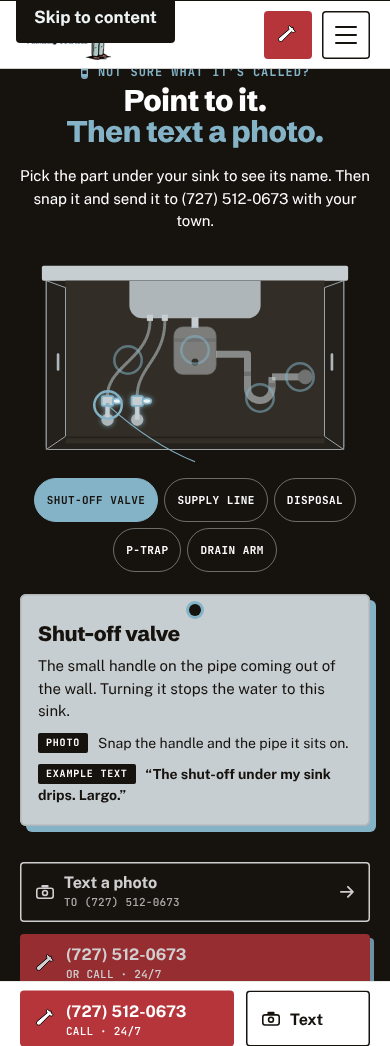 Skip to content
NOT SURE WHAT IT'S CALLED?
Point to it.
Then text a photo.
Pick the part under your sink to see its name. Then
snap it and send it to (727) 512-0673 with your
town.
SHUT-OFF VALVE
SUPPLY LINE
DISPOSAL
P-TRAP
DRAIN ARM
Shut-off valve
The small handle on the pipe coming out of
the wall. Turning it stops the water to this
sink.
PHOTO Snap the handle and the pipe it sits on.
EXAMPLE TEXT “The shut-off under my sink
drips. Largo.”
Text a photo
TO (727) 512-0673
(727) 512-0673
OR CALL · 24/7
(727) 512-0673
CALL · 24/7
Text